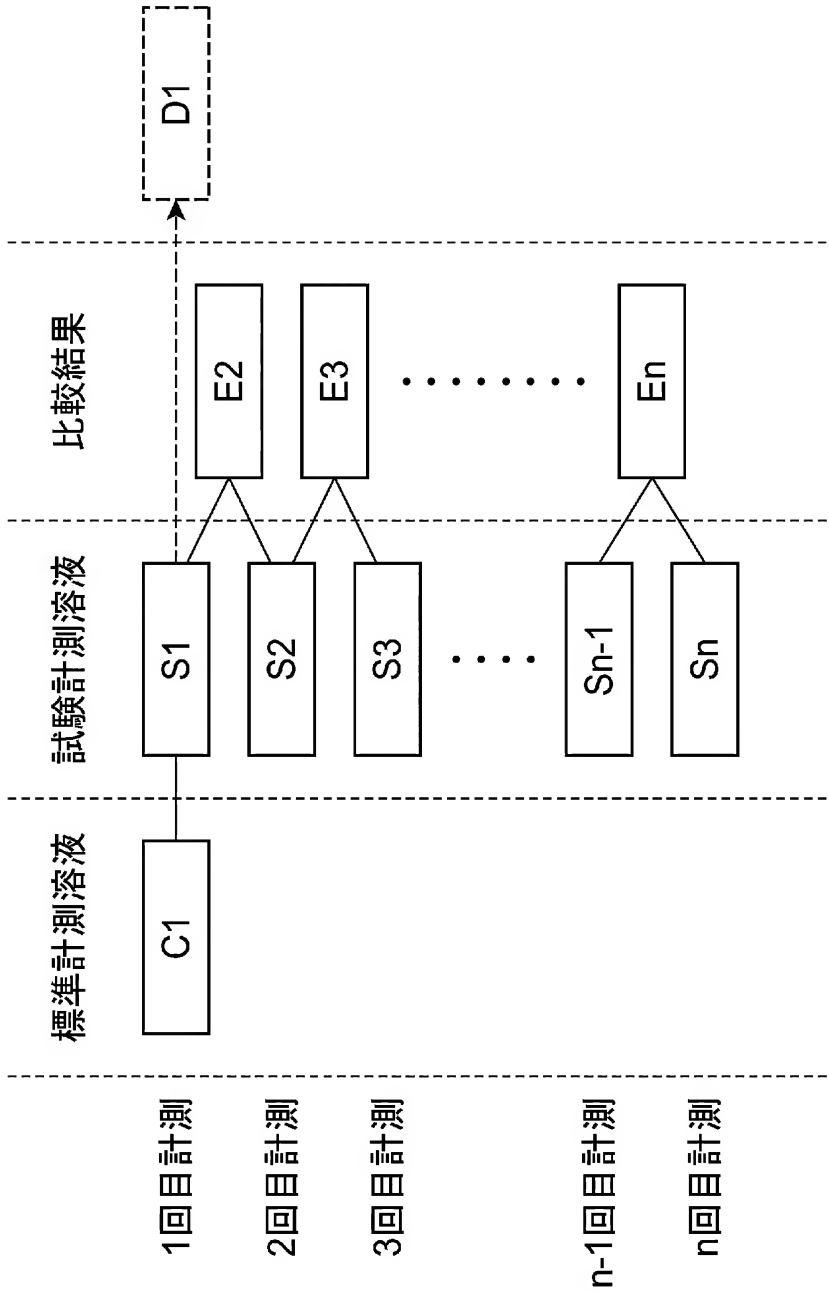 標準計測溶液
試験計測溶液
比較結果
1回目計測
C1
S1
D1
E2
2回目計測
S2
E3
3回目計測
S3
・・・・
・・・・・・・・
n-1回目計測
Sn-1
En
n回目計測
Sn